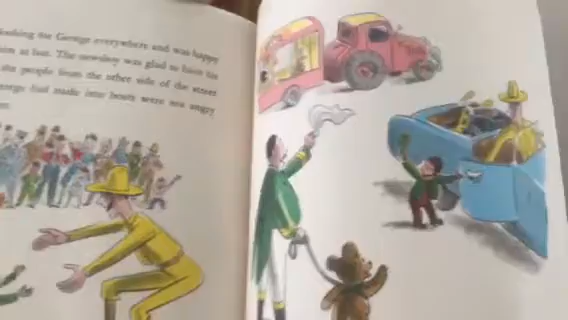 looking for George everywhere and was happy
him at last. The newsboy was glad to have his
the people from the other side of the street
George had made into boats were not angry